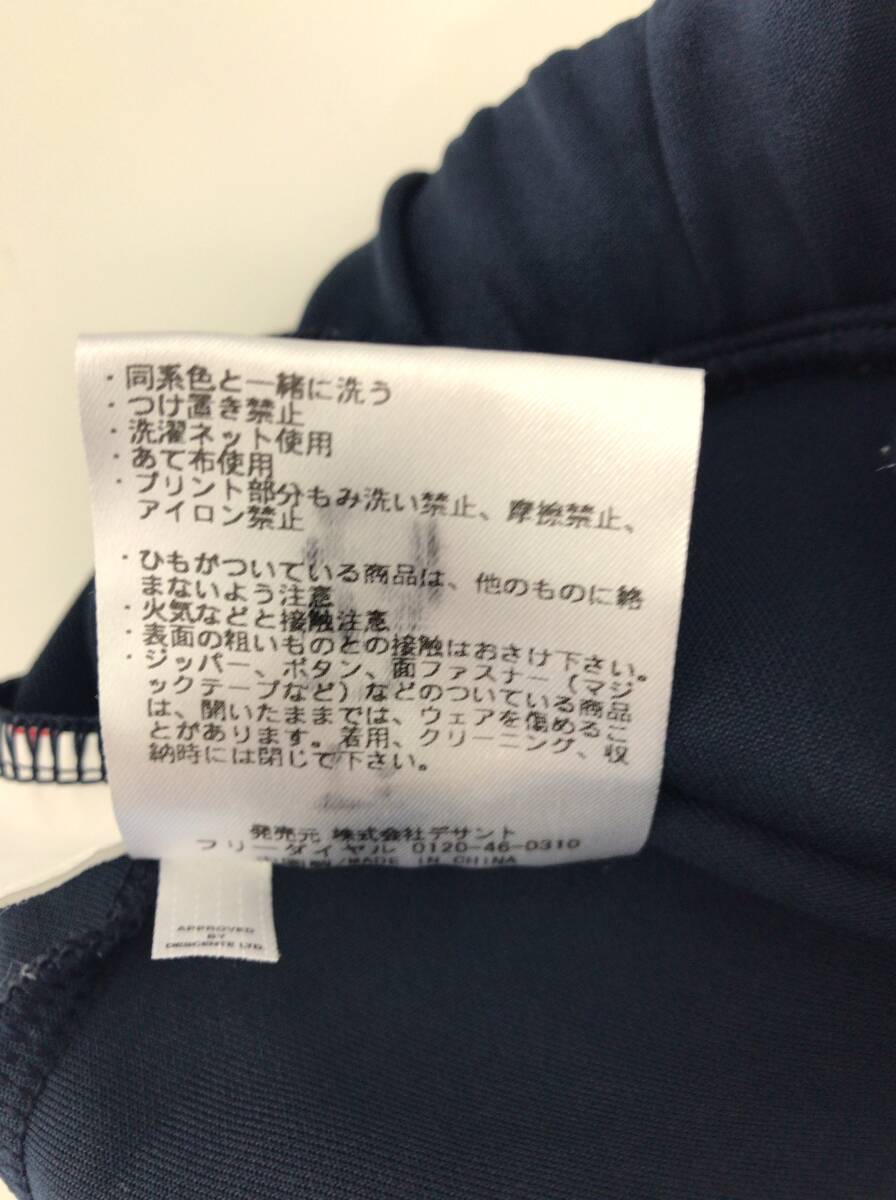 ・同系色と一緒に洗う
・つけ置き禁止
・洗濯ネット使用
・あて布使用
・プリント部分もみ洗い禁止、摩擦禁止、
アイロン禁止
・ひもがついている商品は、他のものに絡
まないよう注意
・火気などと接触注意
・表面の粗いものとの接触はおさけ下さい。
・ジッパー、ボタン、面ファスナー（マジ
ックテープなど）などのついている商品
は、開いたままでは、ウェアを傷めるこ
とがあります。着用、クリーニング、収
納時には閉じて下さい。
発売元 株式会社デサント
フリーダイヤル 0120-46-0310
中国製/MADE IN CHINA
APPROVED
BY
DESCENTE LTD.